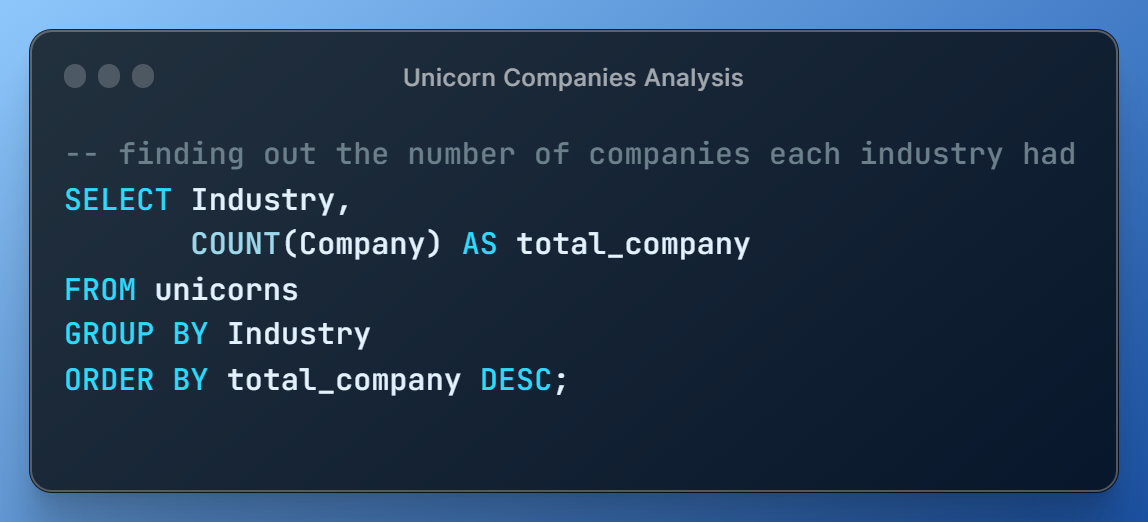 Unicorn Companies Analysis
-- finding out the number of companies each industry had
SELECT Industry,
       COUNT(Company) AS total_company
FROM unicorns
GROUP BY Industry
ORDER BY total_company DESC;